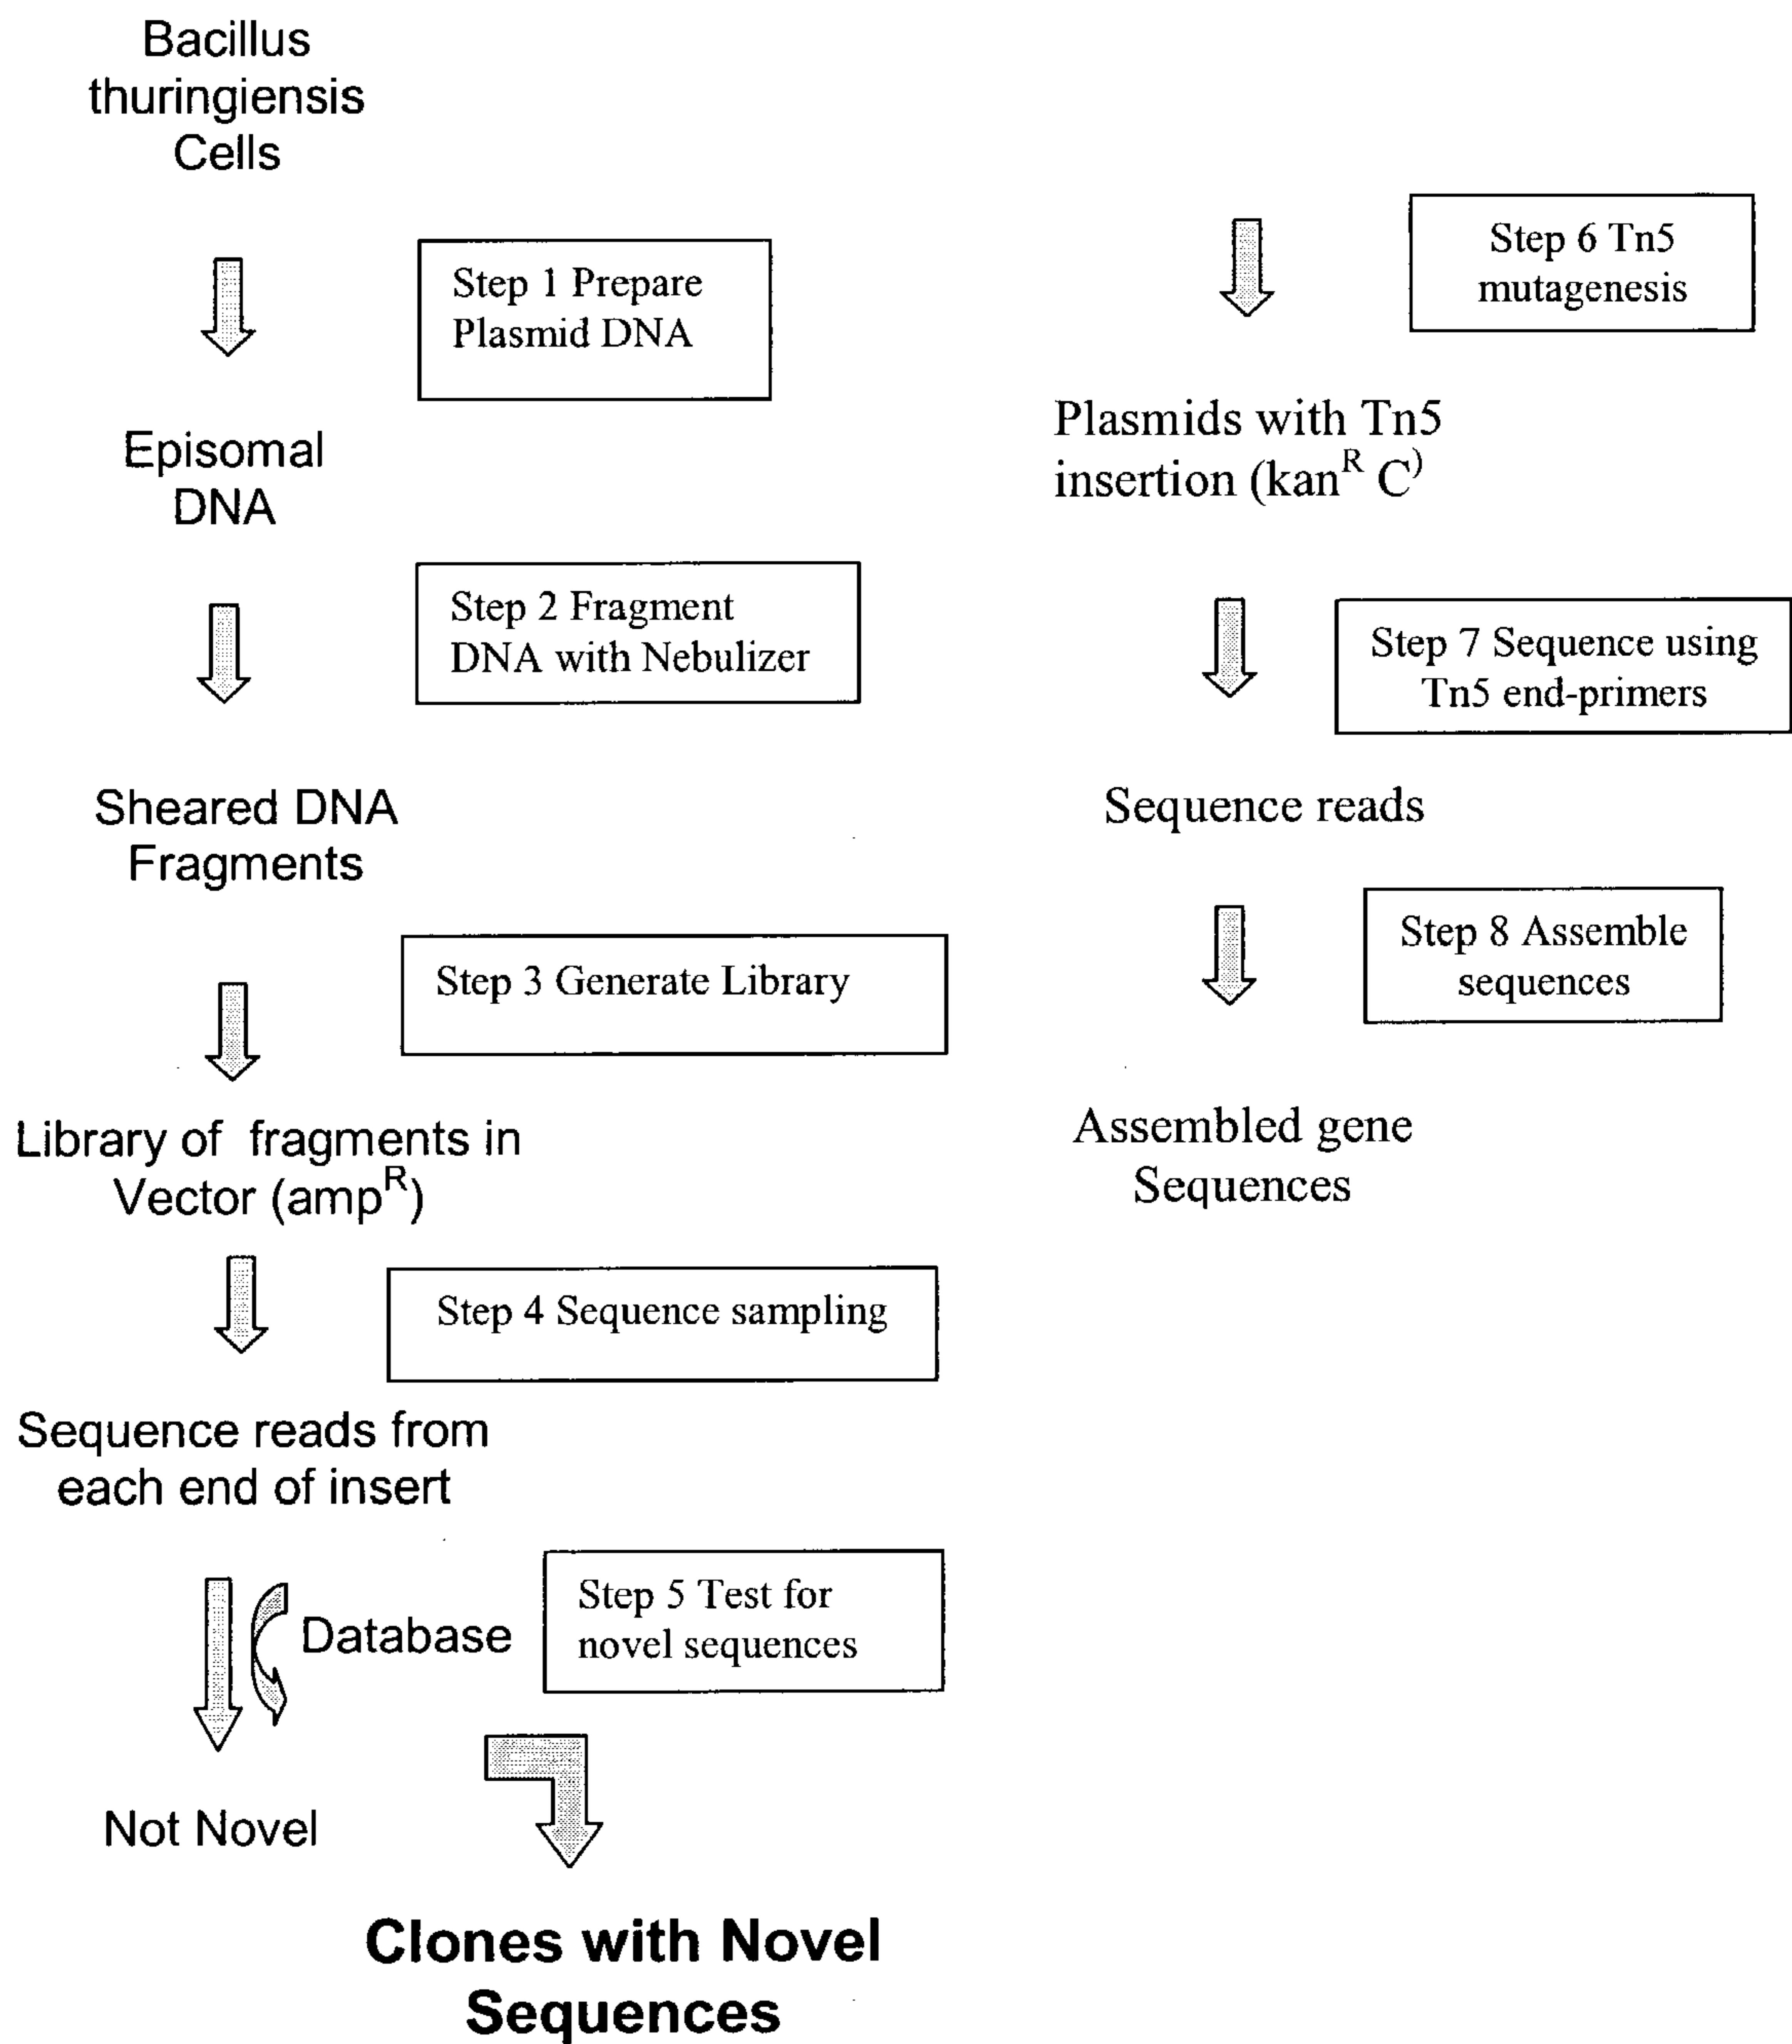 Bacillus
thuringiensis
Cells
Step 1 Prepare
Plasmid DNA
Episomal
DNA
Step 2 Fragment
DNA with Nebulizer
Sheared DNA
Fragments
Step 3 Generate Library
Library of fragments in
Vector (amp^R)
Step 4 Sequence sampling
Sequence reads from
each end of insert
Database
Step 5 Test for
novel sequences
Not Novel
Clones with Novel
Sequences
Step 6 Tn5
mutagenesis
Plasmids with Tn5
insertion (kan^R C)
Step 7 Sequence using
Tn5 end-primers
Sequence reads
Step 8 Assemble
sequences
Assembled gene
Sequences